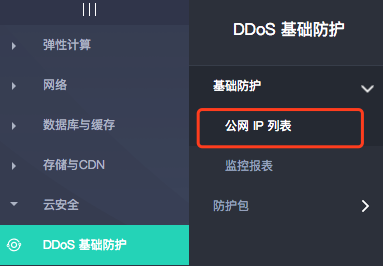 弹性计算
网络
数据库与缓存
存储与CDN
云安全
DDoS 基础防护
DDoS 基础防护
基础防护
公网 IP 列表
监控报表
防护包